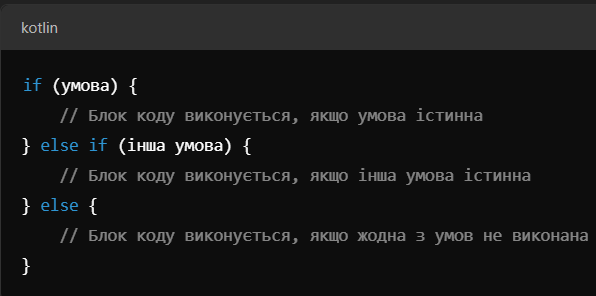 kotlin
if (умова) {
    // Блок коду виконується, якщо умова істинна
} else if (інша умова) {
    // Блок коду виконується, якщо інша умова істинна
} else {
    // Блок коду виконується, якщо жодна з умов не виконана
}